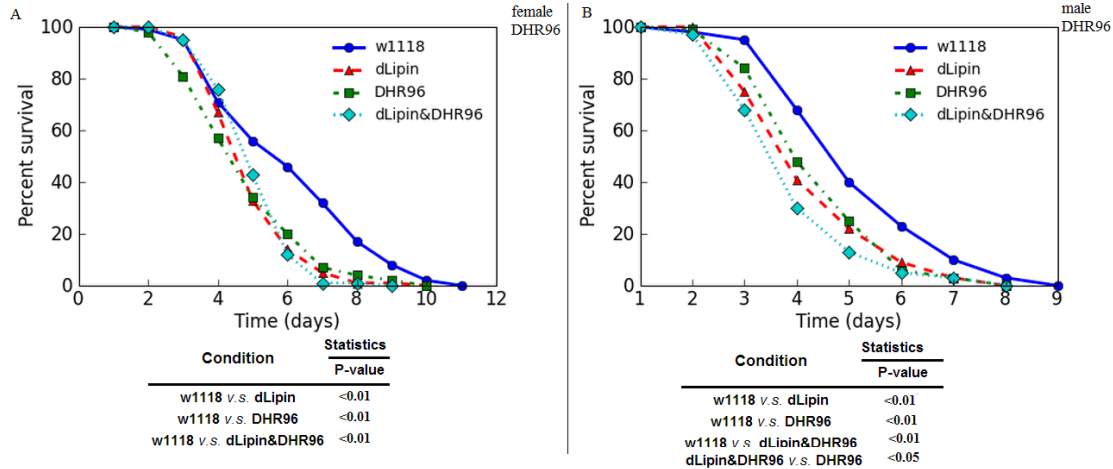 A
female
DHR96
Percent survival
100
80
60
40
20
0
w1118
dLipin
DHR96
dLipin&DHR96
0 2 4 6 8 10 12
Time (days)
Statistics
Condition
P-value
w1118 v.s. dLipin <0.01
w1118 v.s. DHR96 <0.01
w1118 v.s. dLipin&DHR96 <0.01
B
male
DHR96
Percent survival
100
80
60
40
20
0
w1118
dLipin
DHR96
dLipin&DHR96
1 2 3 4 5 6 7 8 9
Time (days)
Statistics
Condition
P-value
w1118 v.s. dLipin <0.01
w1118 v.s. DHR96 <0.01
w1118 v.s. dLipin&DHR96 <0.01
dLipin&DHR96 v.s. DHR96 <0.05